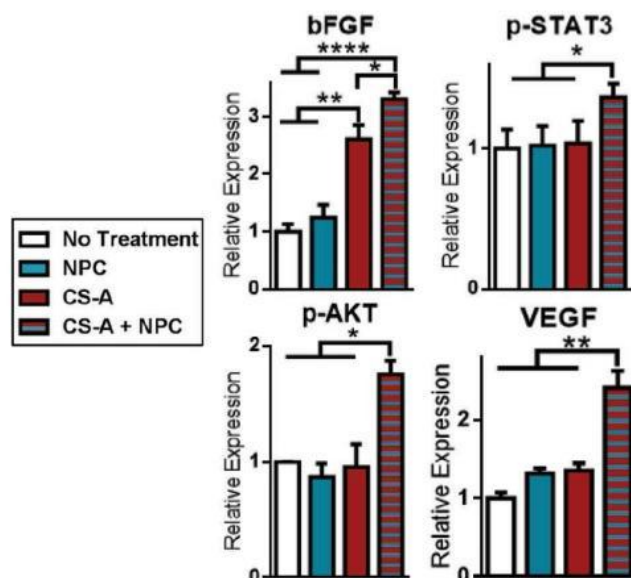 bFGF
****
*
**
Relative Expression
3
2
1
0
p-STAT3
*
Relative Expression
1
0
No Treatment
NPC
CS-A
CS-A + NPC
p-AKT
*
Relative Expression
2
1
0
VEGF
**
Relative Expression
2
1
0